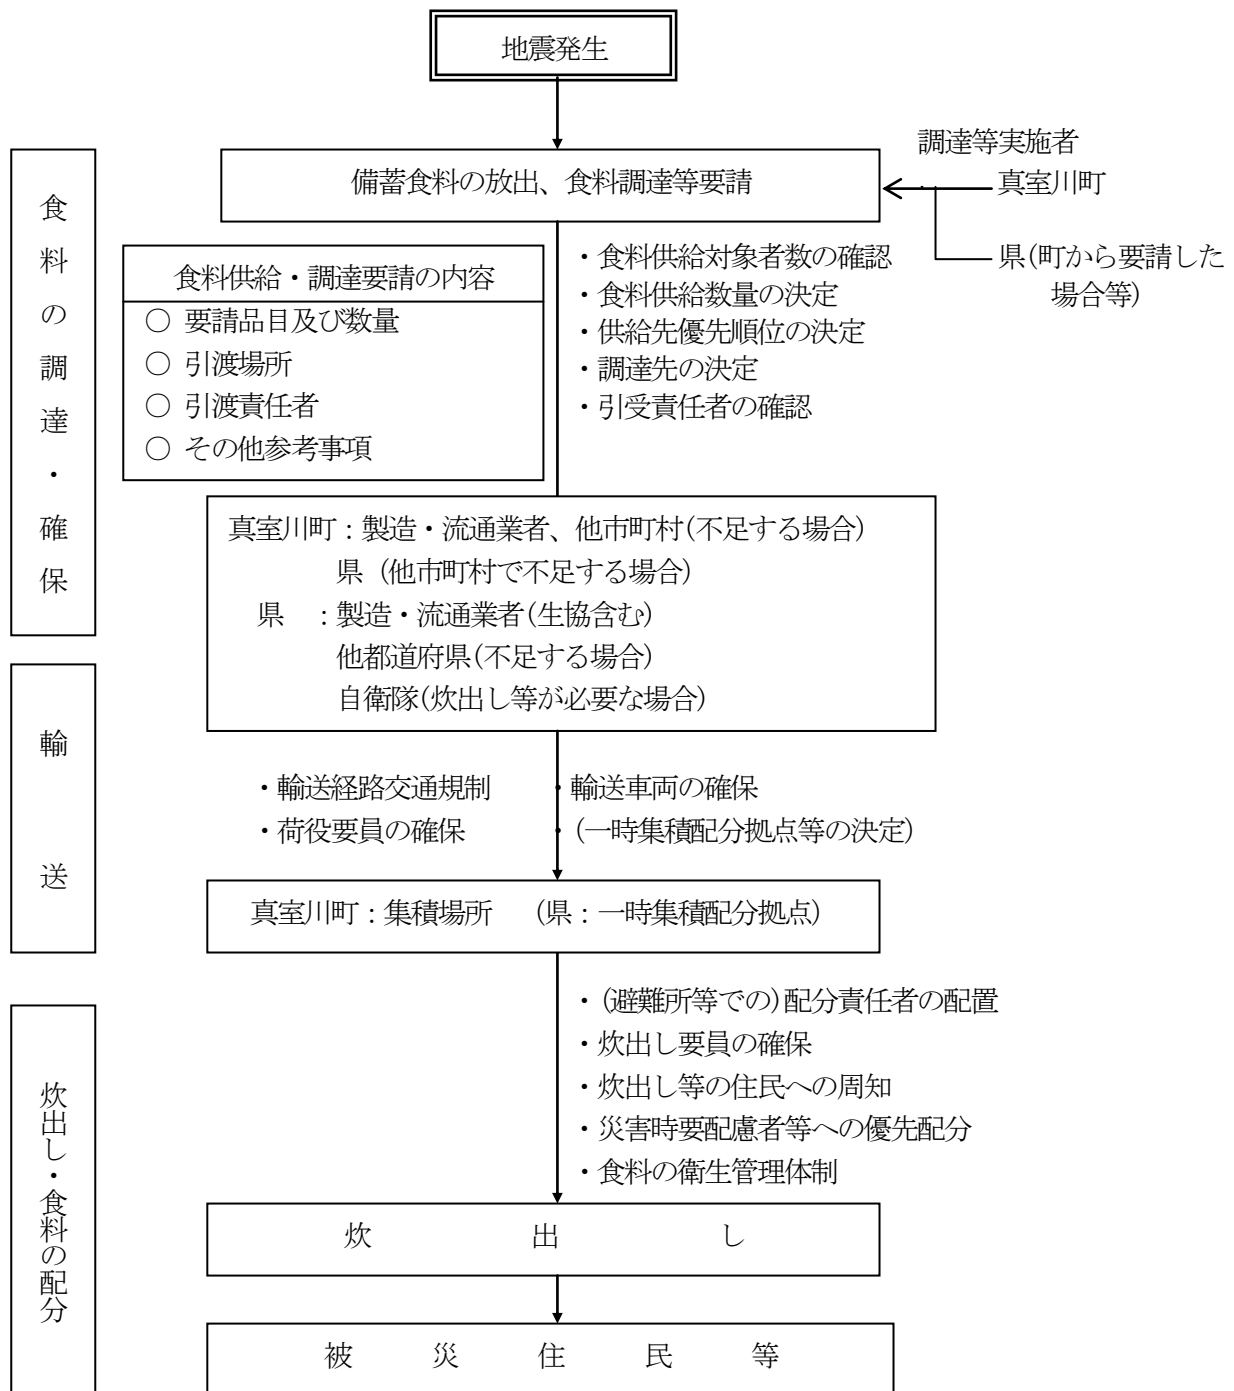 地震発生
調達等実施者
備蓄食料の放出、食料調達等要請
真室川町
県(町から要請した
場合等)
食料の調達・確保
食料供給・調達要請の内容
○ 要請品目及び数量
○ 引渡場所
○ 引渡責任者
○ その他参考事項
・食料供給対象者数の確認
・食料供給数量の決定
・供給先優先順位の決定
・調達先の決定
・引受責任者の確認
真室川町：製造・流通業者、他市町村(不足する場合)
県 (他市町村で不足する場合)
県 ：製造・流通業者(生協含む)
他都道府県(不足する場合)
自衛隊(炊出し等が必要な場合)
輸送
・輸送経路交通規制 ・輸送車両の確保
・荷役要員の確保 ・(一時集積配分拠点等の決定)
真室川町：集積場所 (県：一時集積配分拠点)
炊出し・食料の配分
・(避難所等での)配分責任者の配置
・炊出し要員の確保
・炊出し等の住民への周知
・災害時要配慮者等への優先配分
・食料の衛生管理体制
炊出し
被災住民等